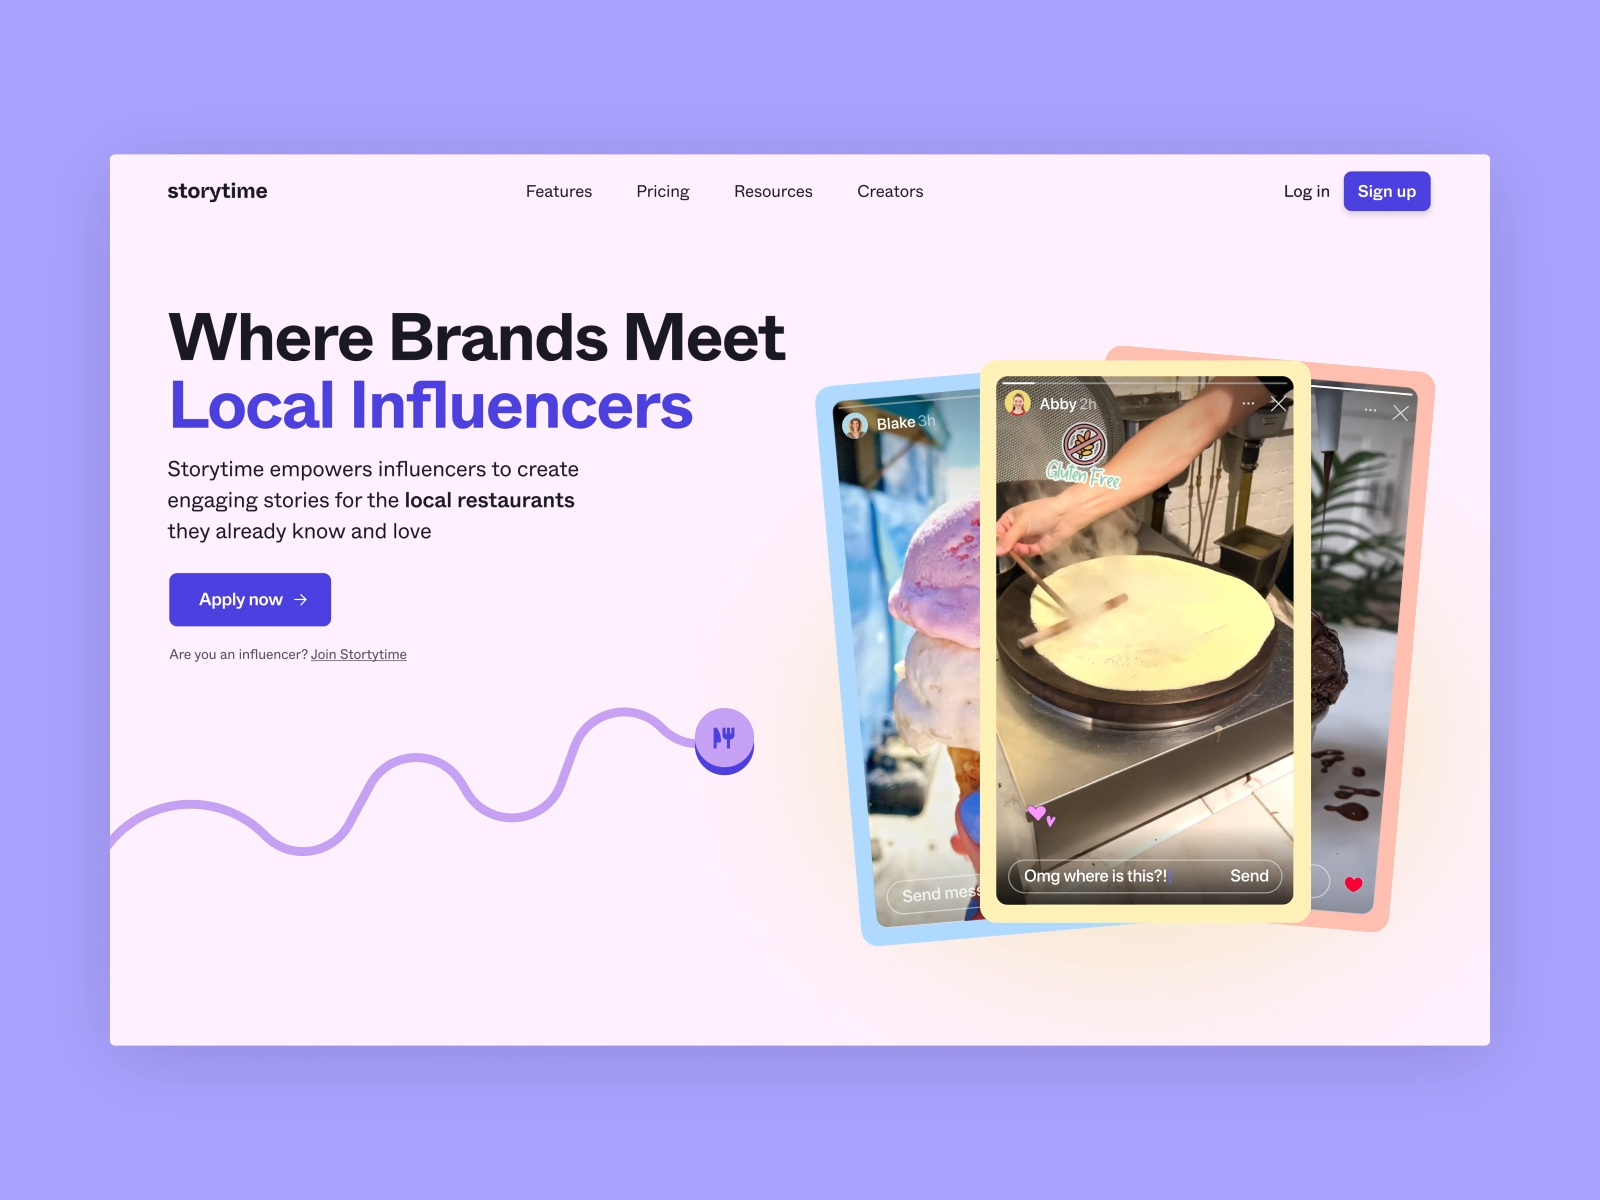 storytime
Features
Pricing
Resources
Creators
Log in
Sign up
Where Brands Meet
Local Influencers
Storytime empowers influencers to create
engaging stories for the local restaurants
they already know and love
Apply now →
Are you an influencer? Join Stortytime
Blake 3h
Send mess
Abby 2h
Gluten Free
Omg where is this?!
Send